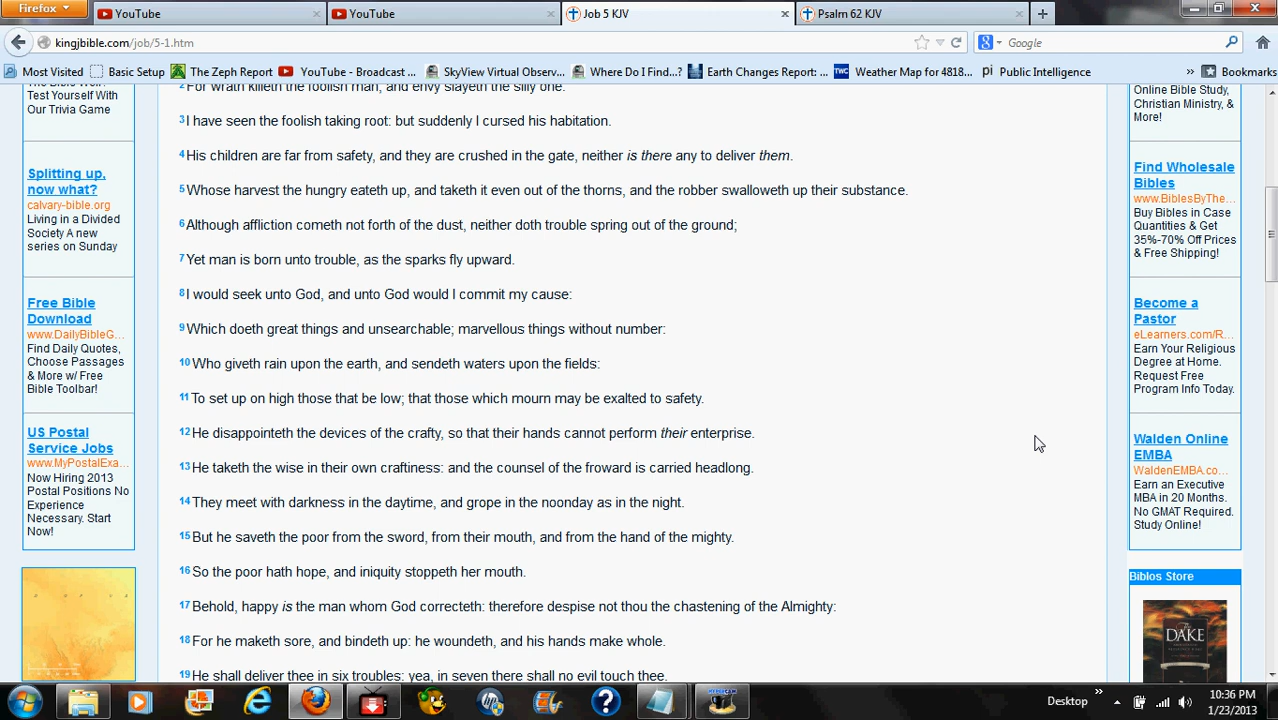 Firefox
YouTube
YouTube
Job 5 KJV
Psalm 62 KJV
kingjbible.com/job/5-1.htm
Google
Most Visited
Basic Setup
The Zeph Report
YouTube - Broadcast ...
SkyView Virtual Observ...
Where Do I Find...?
Earth Changes Report: ...
TWC
Weather Map for 4818...
pi Public Intelligence
»
Bookmarks
Test Yourself With
Our Trivia Game
Splitting up,
now what?
calvary-bible.org
Living in a Divided
Society A new
series on Sunday
Free Bible
Download
www.DailyBibleG...
Find Daily Quotes,
Choose Passages
& More w/ Free
Bible Toolbar!
US Postal
Service Jobs
www.MyPostalExa...
Now Hiring 2013
Postal Positions No
Experience
Necessary. Start
Now!
2 For wrath killeth the foolish man, and envy slayeth the silly one.
3 I have seen the foolish taking root: but suddenly I cursed his habitation.
4 His children are far from safety, and they are crushed in the gate, neither is there any to deliver them.
5 Whose harvest the hungry eateth up, and taketh it even out of the thorns, and the robber swalloweth up their substance.
6 Although affliction cometh not forth of the dust, neither doth trouble spring out of the ground;
7 Yet man is born unto trouble, as the sparks fly upward.
8 I would seek unto God, and unto God would I commit my cause:
9 Which doeth great things and unsearchable; marvellous things without number:
10 Who giveth rain upon the earth, and sendeth waters upon the fields:
11 To set up on high those that be low; that those which mourn may be exalted to safety.
12 He disappointeth the devices of the crafty, so that their hands cannot perform their enterprise.
13 He taketh the wise in their own craftiness: and the counsel of the froward is carried headlong.
14 They meet with darkness in the daytime, and grope in the noonday as in the night.
15 But he saveth the poor from the sword, from their mouth, and from the hand of the mighty.
16 So the poor hath hope, and iniquity stoppeth her mouth.
17 Behold, happy is the man whom God correcteth: therefore despise not thou the chastening of the Almighty:
18 For he maketh sore, and bindeth up: he woundeth, and his hands make whole.
19 He shall deliver thee in six troubles: yea, in seven there shall no evil touch thee.
Online Bible Study,
Christian Ministry, &
More!
Find Wholesale
Bibles
www.BiblesByThe...
Buy Bibles in Case
Quantities & Get
35%-70% Off Prices
& Free Shipping!
Become a
Pastor
eLearners.com/R...
Earn Your Religious
Degree at Home.
Request Free
Program Info Today.
Walden Online
EMBA
WaldenEMBA.co...
Earn an Executive
MBA in 20 Months.
No GMAT Required.
Study Online!
Biblos Store
THE
DAKE
Desktop
»
10:36 PM
1/23/2013